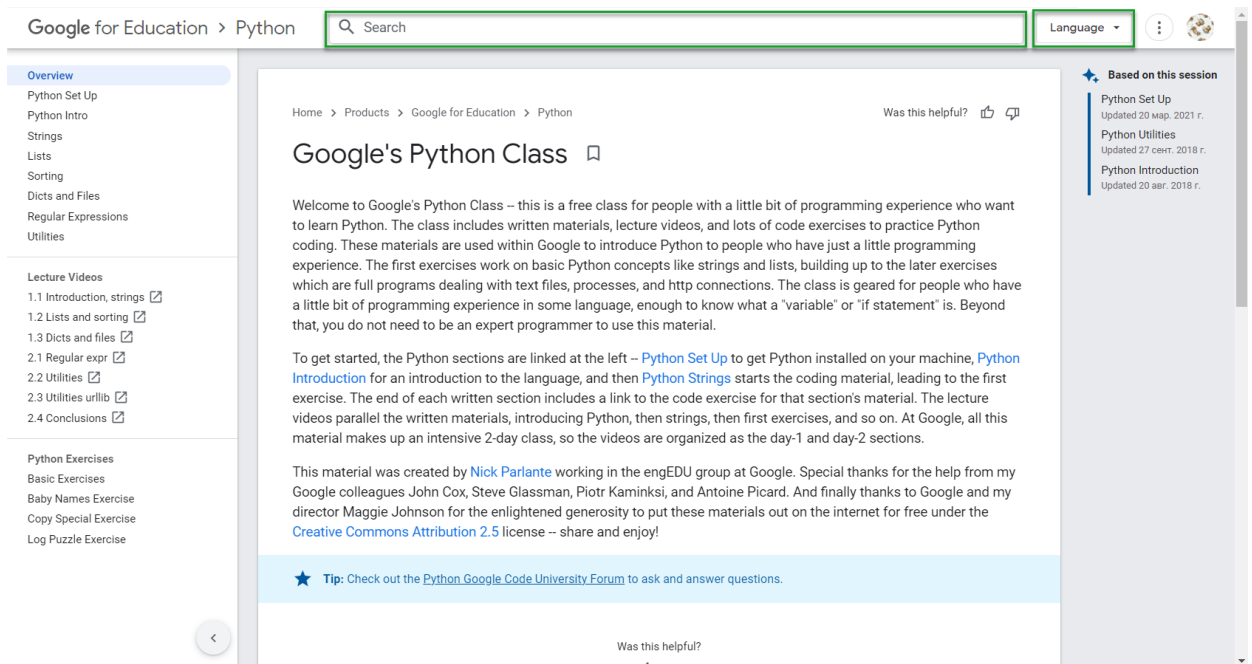 Google for Education > Python
Search
Language
Overview
Python Set Up
Python Intro
Strings
Lists
Sorting
Dicts and Files
Regular Expressions
Utilities
Lecture Videos
1.1 Introduction, strings
1.2 Lists and sorting
1.3 Dicts and files
2.1 Regular expr
2.2 Utilities
2.3 Utilities urllib
2.4 Conclusions
Python Exercises
Basic Exercises
Baby Names Exercise
Copy Special Exercise
Log Puzzle Exercise
Home > Products > Google for Education > Python
Was this helpful?
Google's Python Class
Welcome to Google's Python Class -- this is a free class for people with a little bit of programming experience who want
to learn Python. The class includes written materials, lecture videos, and lots of code exercises to practice Python
coding. These materials are used within Google to introduce Python to people who have just a little programming
experience. The first exercises work on basic Python concepts like strings and lists, building up to the later exercises
which are full programs dealing with text files, processes, and http connections. The class is geared for people who have
a little bit of programming experience in some language, enough to know what a "variable" or "if statement" is. Beyond
that, you do not need to be an expert programmer to use this material.
To get started, the Python sections are linked at the left -- Python Set Up to get Python installed on your machine, Python
Introduction for an introduction to the language, and then Python Strings starts the coding material, leading to the first
exercise. The end of each written section includes a link to the code exercise for that section's material. The lecture
videos parallel the written materials, introducing Python, then strings, then first exercises, and so on. At Google, all this
material makes up an intensive 2-day class, so the videos are organized as the day-1 and day-2 sections.
This material was created by Nick Parlante working in the engEDU group at Google. Special thanks for the help from my
Google colleagues John Cox, Steve Glassman, Piotr Kaminksi, and Antoine Picard. And finally thanks to Google and my
director Maggie Johnson for the enlightened generosity to put these materials out on the internet for free under the
Creative Commons Attribution 2.5 license -- share and enjoy!
Tip: Check out the Python Google Code University Forum to ask and answer questions.
Was this helpful?
Based on this session
Python Set Up
Updated 20 мар. 2021 г.
Python Utilities
Updated 27 сент. 2018 г.
Python Introduction
Updated 20 авг. 2018 г.